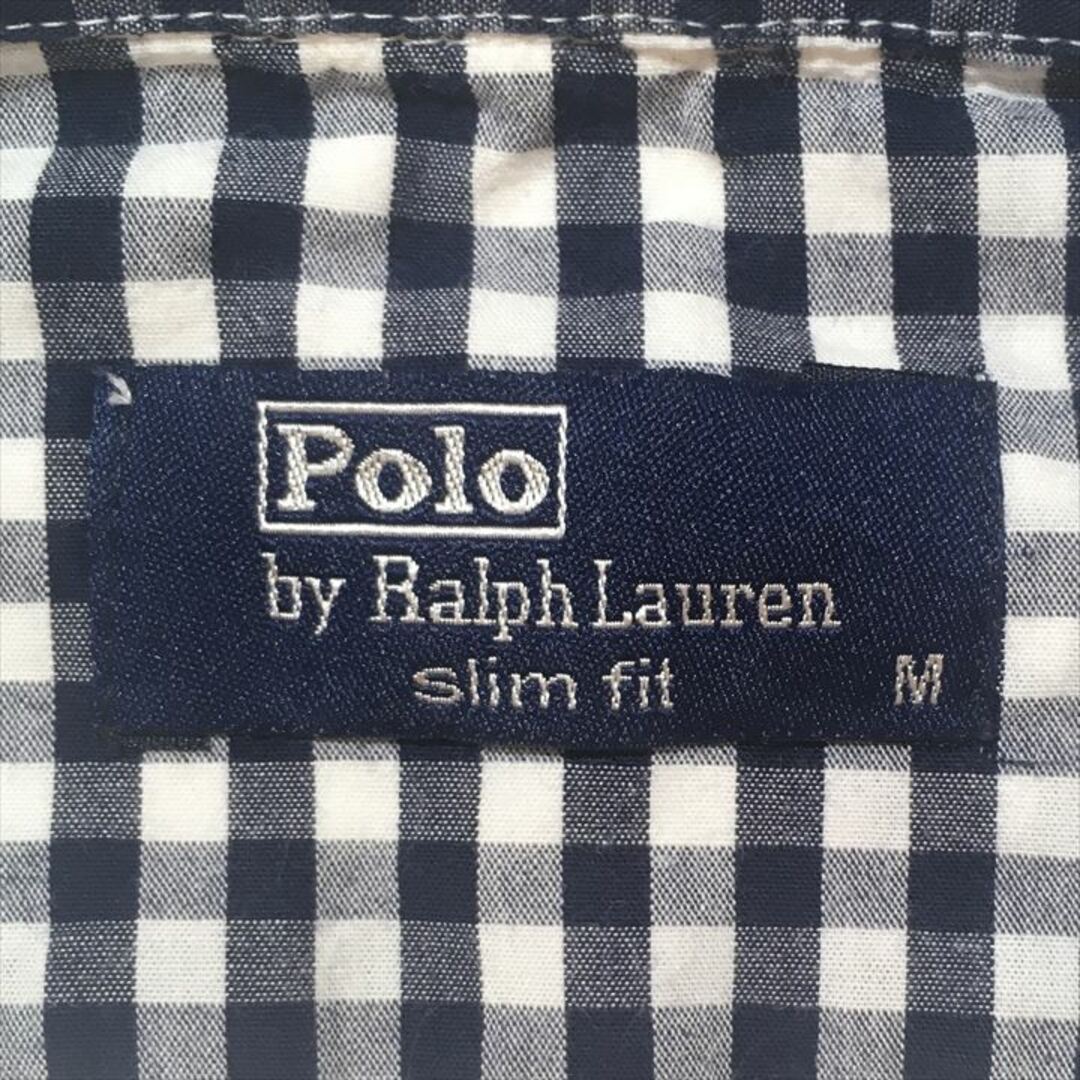 Polo
by Ralph Lauren
slim fit M